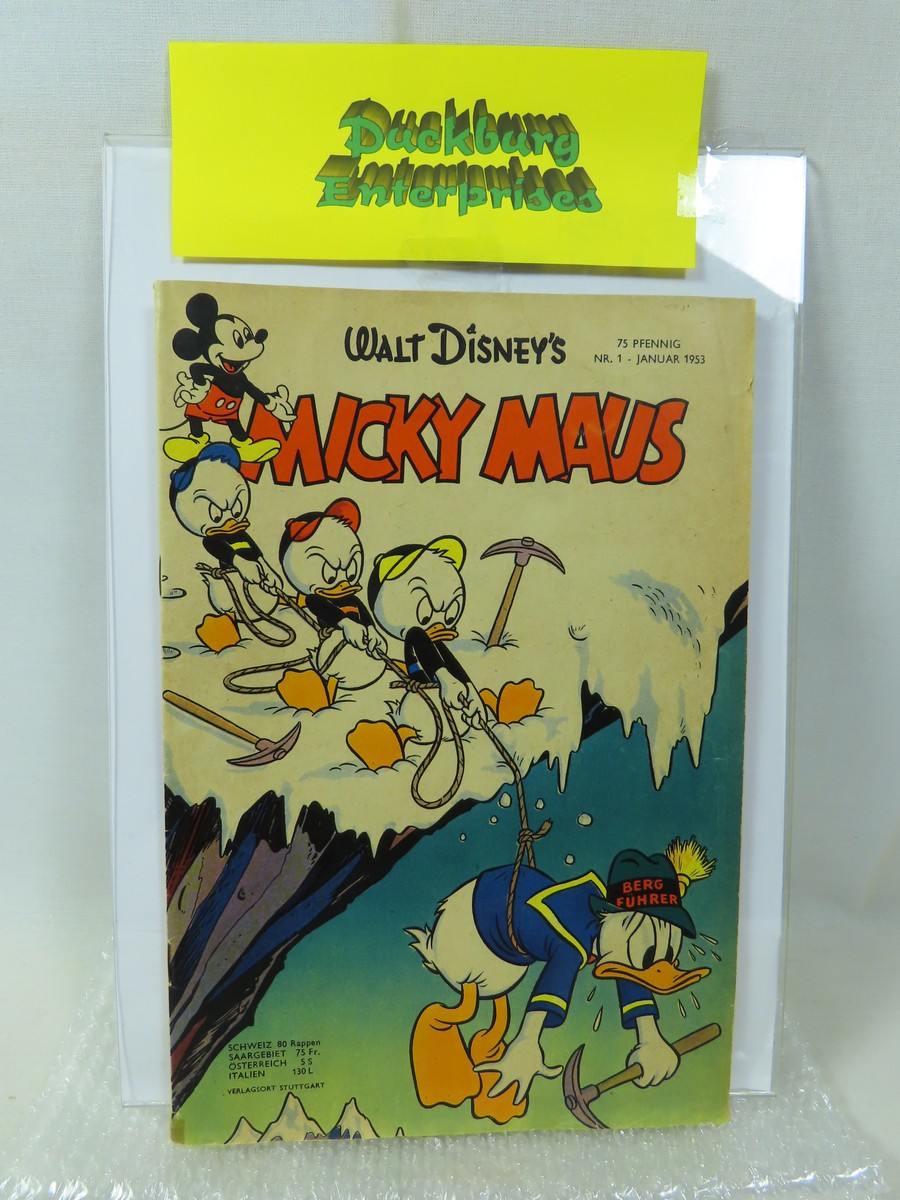 Duckburg
Enterprises
WALT DISNEY'S
75 PFENNIG
NR. 1 - JANUAR 1953
MICKY MAUS
BERG
FÜHRER
SCHWEIZ 80 Rappen
SAARGEBIET 75 Fr.
ÖSTERREICH 5 S
ITALIEN 130 L
VERLAGSORT STUTTGART